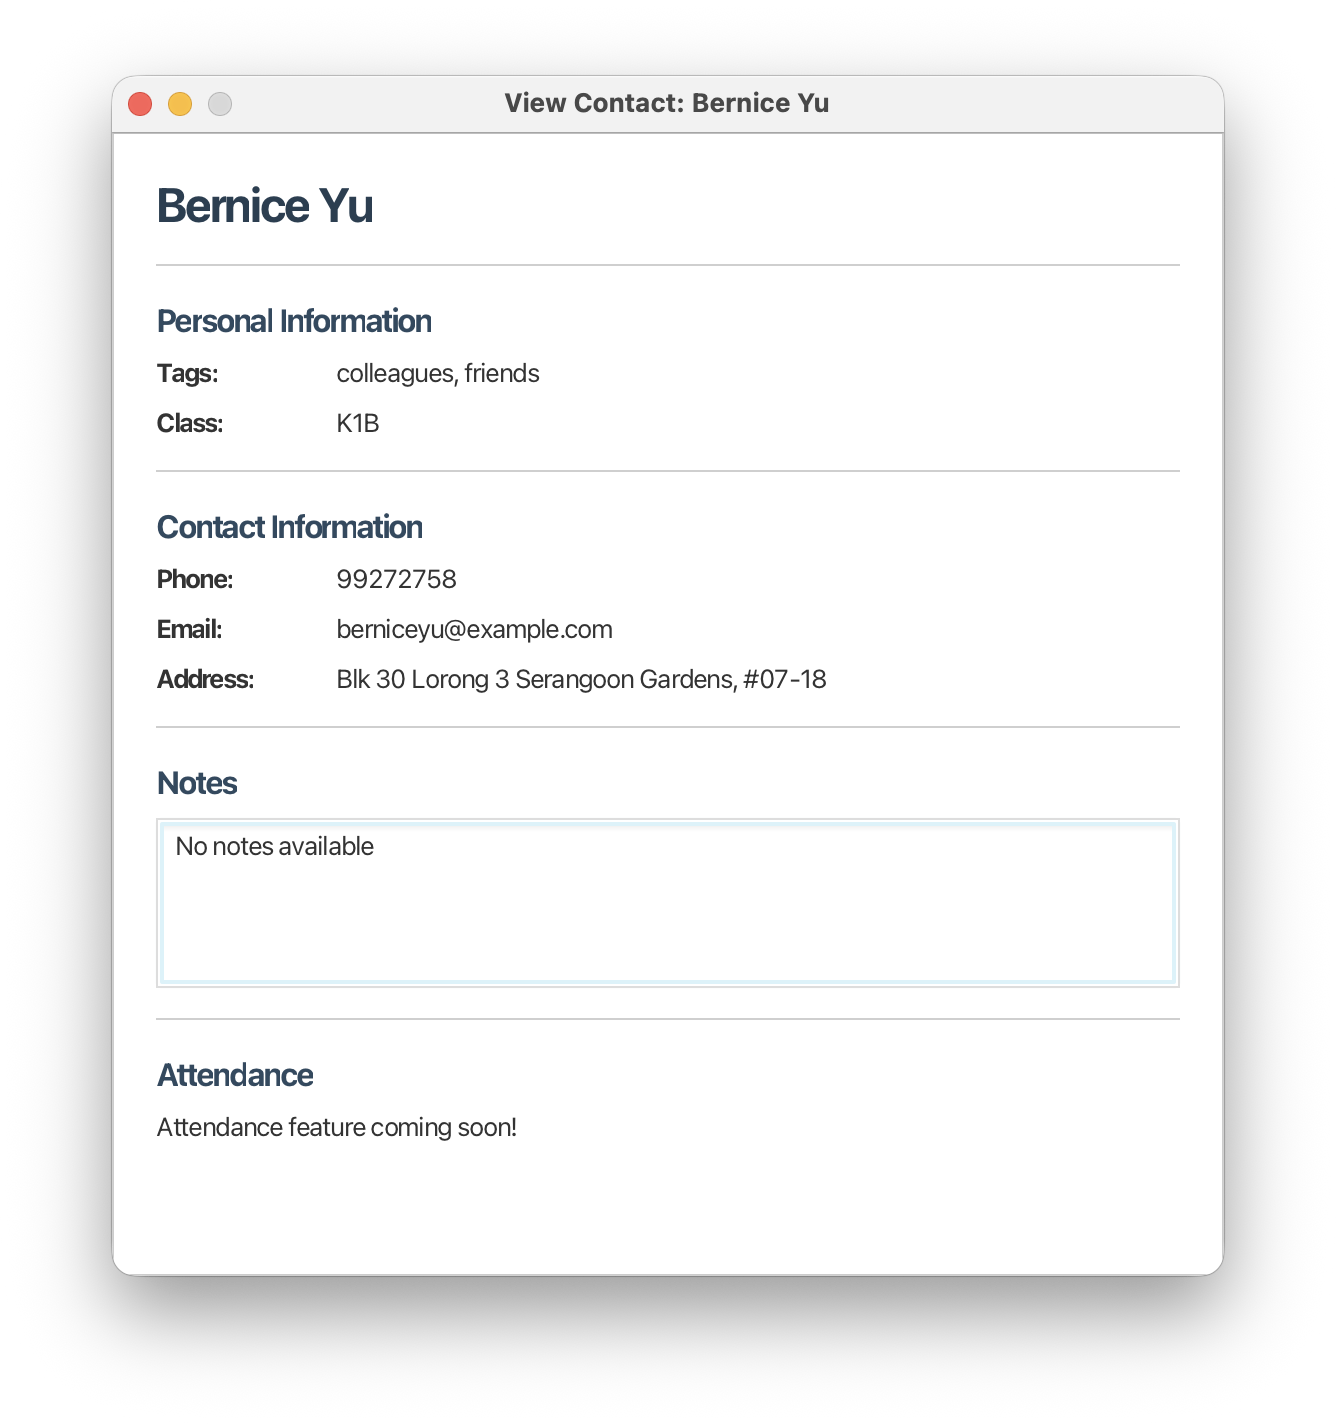 View Contact: Bernice Yu
Bernice Yu
Personal Information
Tags: colleagues, friends
Class: K1B
Contact Information
Phone: 99272758
Email: berniceyu@example.com
Address: Blk 30 Lorong 3 Serangoon Gardens, #07-18
Notes
No notes available
Attendance
Attendance feature coming soon!